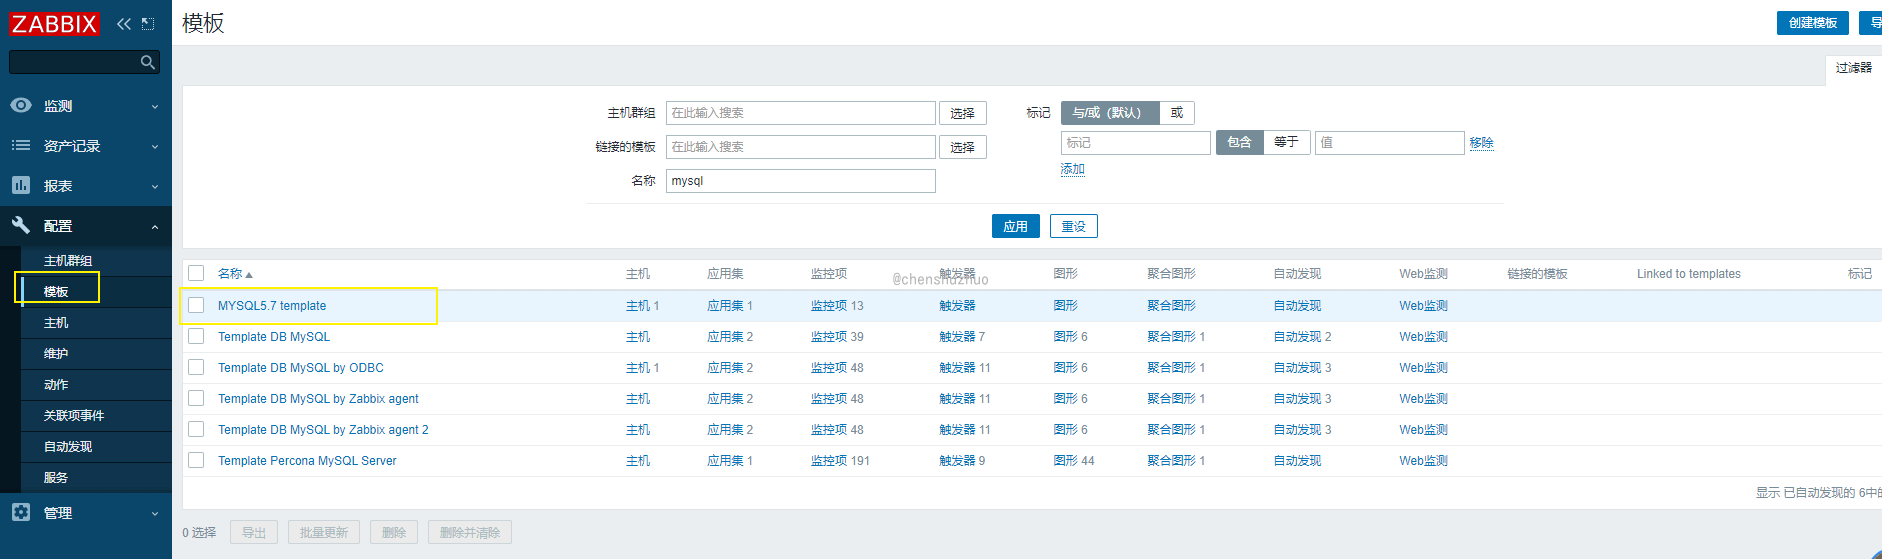 ZABBIX
模板
创建模板
导
监测
资产记录
报表
配置
主机群组
模板
主机
维护
动作
关联项事件
自动发现
服务
管理
过滤器
主机群组 在此输入搜索 选择 标记 与/或（默认） 或
标记 包含 等于 值 移除
链接的模板 在此输入搜索 选择
添加
名称 mysql
应用 重设
名称 主机 应用集 监控项 触发器 图形 聚合图形 自动发现 Web监测 链接的模板 Linked to templates 标记
@chenshuzhuo
MYSQL5.7 template 主机 1 应用集 1 监控项 13 触发器 图形 聚合图形 自动发现 Web监测
Template DB MySQL 主机 应用集 2 监控项 39 触发器 7 图形 6 聚合图形 1 自动发现 2 Web监测
Template DB MySQL by ODBC 主机 1 应用集 2 监控项 48 触发器 11 图形 6 聚合图形 1 自动发现 3 Web监测
Template DB MySQL by Zabbix agent 主机 应用集 2 监控项 48 触发器 11 图形 6 聚合图形 1 自动发现 3 Web监测
Template DB MySQL by Zabbix agent 2 主机 应用集 2 监控项 48 触发器 11 图形 6 聚合图形 1 自动发现 3 Web监测
Template Percona MySQL Server 主机 应用集 1 监控项 191 触发器 9 图形 44 聚合图形 1 自动发现 Web监测
显示 已自动发现的 6中的
0 选择 导出 批量更新 删除 删除并清除